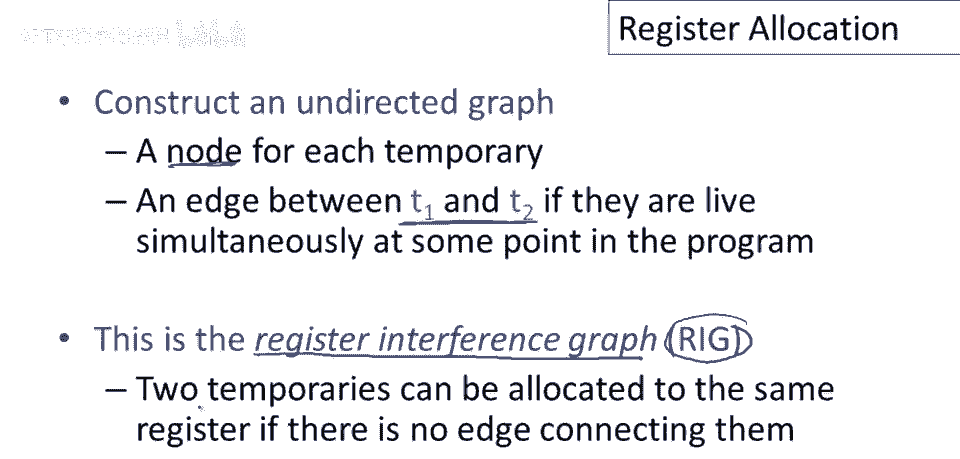 Register Allocation
• Construct an undirected graph
– A node for each temporary
– An edge between t₁ and t₂ if they are live
simultaneously at some point in the program
• This is the register interference graph (RIG)
– Two temporaries can be allocated to the same
register if there is no edge connecting them